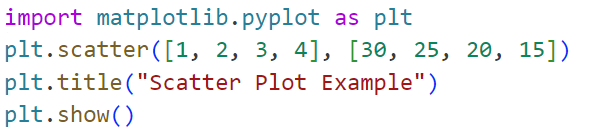 import matplotlib.pyplot as plt
plt.scatter([1, 2, 3, 4], [30, 25, 20, 15])
plt.title("Scatter Plot Example")
plt.show()